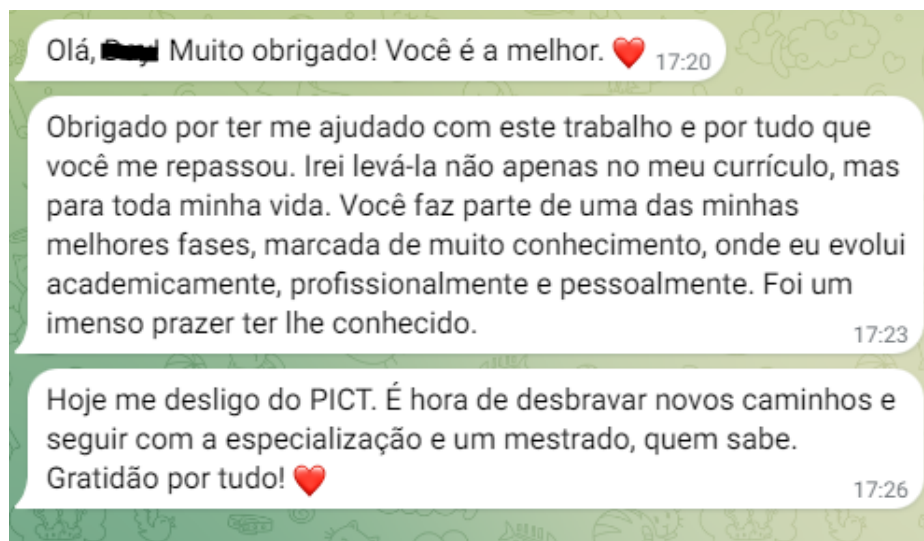 Olá, Muito obrigado! Você é a melhor. ❤️ 17:20
Obrigado por ter me ajudado com este trabalho e por tudo que
você me repassou. Irei levá-la não apenas no meu currículo, mas
para toda minha vida. Você faz parte de uma das minhas
melhores fases, marcada de muito conhecimento, onde eu evolui
academicamente, profissionalmente e pessoalmente. Foi um
imenso prazer ter lhe conhecido. 17:23
Hoje me desligo do PICT. É hora de desbravar novos caminhos e
seguir com a especialização e um mestrado, quem sabe.
Gratidão por tudo! ❤️ 17:26